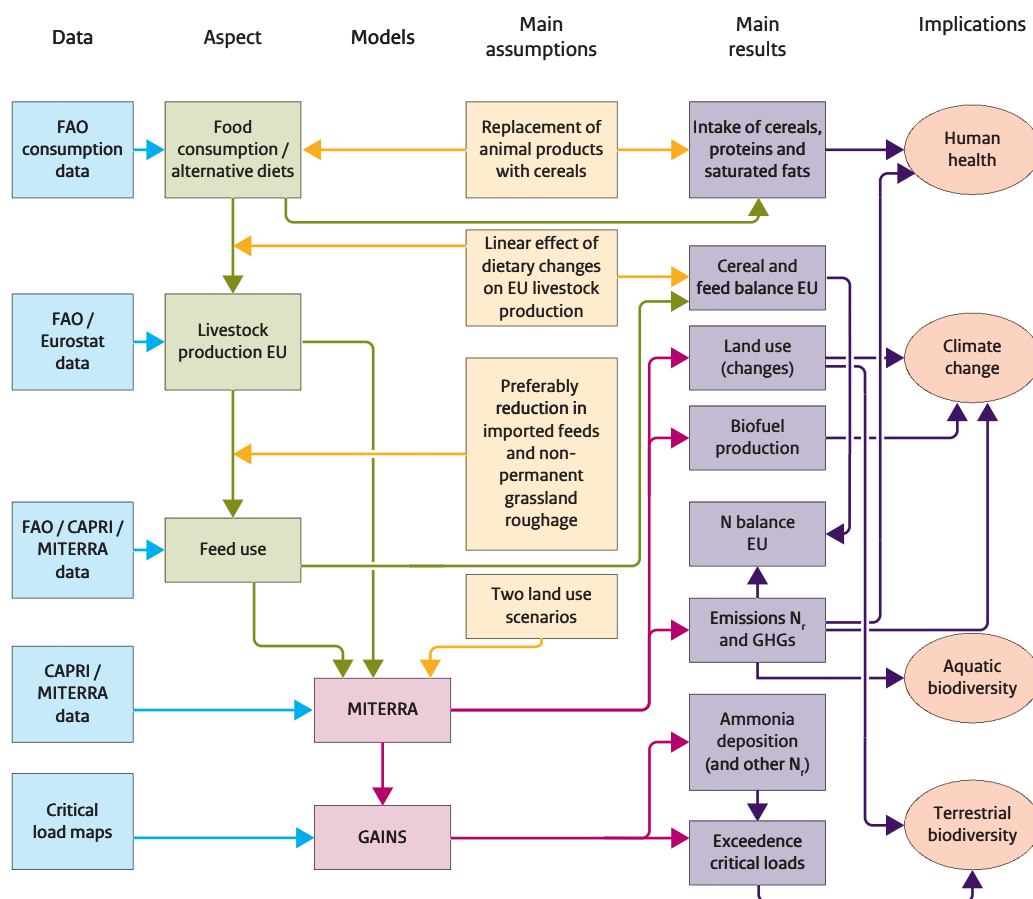 Data
Aspect
Models
Main
assumptions
Main
results
Implications
FAO
consumption
data
Food
consumption /
alternative diets
Replacement of
animal products
with cereals
Intake of cereals,
proteins and
saturated fats
Human
health
Linear effect of
dietary changes
on EU livestock
production
Cereal and
feed balance EU
FAO /
Eurostat
data
Livestock
production EU
Land use
(changes)
Climate
change
Preferably
reduction in
imported feeds
and non-
permanent
grassland
roughage
Biofuel
production
FAO / CAPRI /
MITERRA
data
Feed use
N balance
EU
Two land use
scenarios
Emissions Nr
and GHGs
CAPRI /
MITERRA
data
MITERRA
Aquatic
biodiversity
Ammonia
deposition
(and other Nr)
Critical
load maps
GAINS
Exceedence
critical loads
Terrestrial
biodiversity